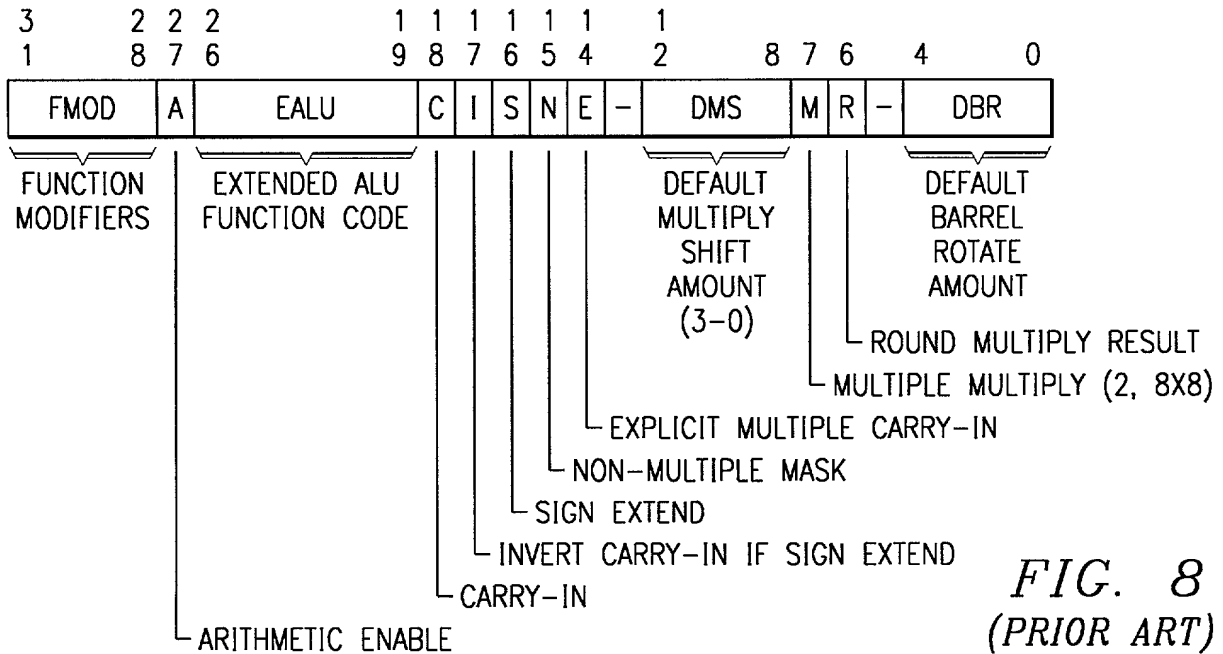 3 2 2 2 1 1 1 1 1 1 1
1 8 7 6 9 8 7 6 5 4 2 8 7 6 4 0
FMOD A EALU C I S N E - DMS M R - DBR
FUNCTION MODIFIERS
EXTENDED ALU FUNCTION CODE
DEFAULT MULTIPLY SHIFT AMOUNT (3-0)
DEFAULT BARREL ROTATE AMOUNT
ROUND MULTIPLY RESULT
MULTIPLE MULTIPLY (2, 8X8)
EXPLICIT MULTIPLE CARRY-IN
NON-MULTIPLE MASK
SIGN EXTEND
INVERT CARRY-IN IF SIGN EXTEND
CARRY-IN
ARITHMETIC ENABLE
FIG. 8
(PRIOR ART)